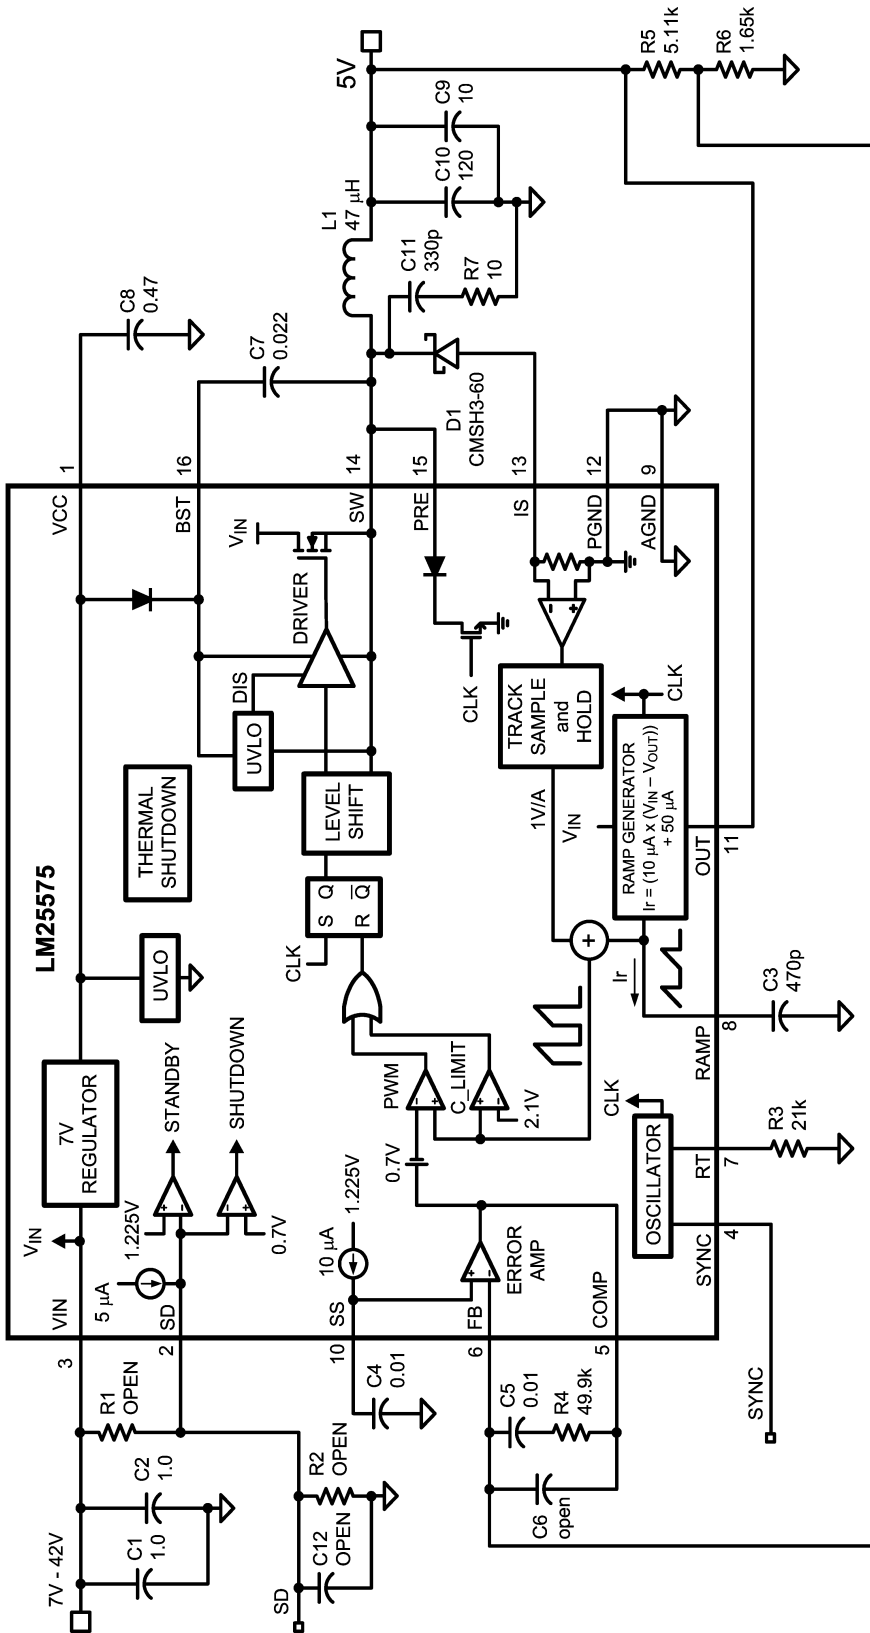 LM25575
7V - 42V
C1
1.0
C2
1.0
R1
OPEN
SD
C12
OPEN
R2
OPEN
3
VIN
VIN
7V
REGULATOR
UVLO
THERMAL
SHUTDOWN
VCC
1
C8
0.47
2
SD
5 µA
1.225V
STANDBY
0.7V
SHUTDOWN
UVLO
DIS
DRIVER
VIN
BST
16
C7
0.022
SW
14
L1
47 µH
5V
CLK
S Q
R Q
LEVEL
SHIFT
PRE
15
CLK
D1
CMSH3-60
C11
330p
R7
10
C10
120
C9
10
R5
5.11k
R6
1.65k
10
SS
C4
0.01
10 µA
1.225V
0.7V
PWM
C_LIMIT
2.1V
6
FB
ERROR
AMP
C5
0.01
R4
49.9k
C6
open
5
COMP
1V/A
TRACK
SAMPLE
and
HOLD
IS
13
PGND
12
AGND
9
VIN
RAMP GENERATOR
Ir = (10 µA x (VIN – VOUT))
+ 50 µA
CLK
Ir
OSCILLATOR
CLK
SYNC
SYNC
4
RT
7
R3
21k
RAMP
8
C3
470p
OUT
11